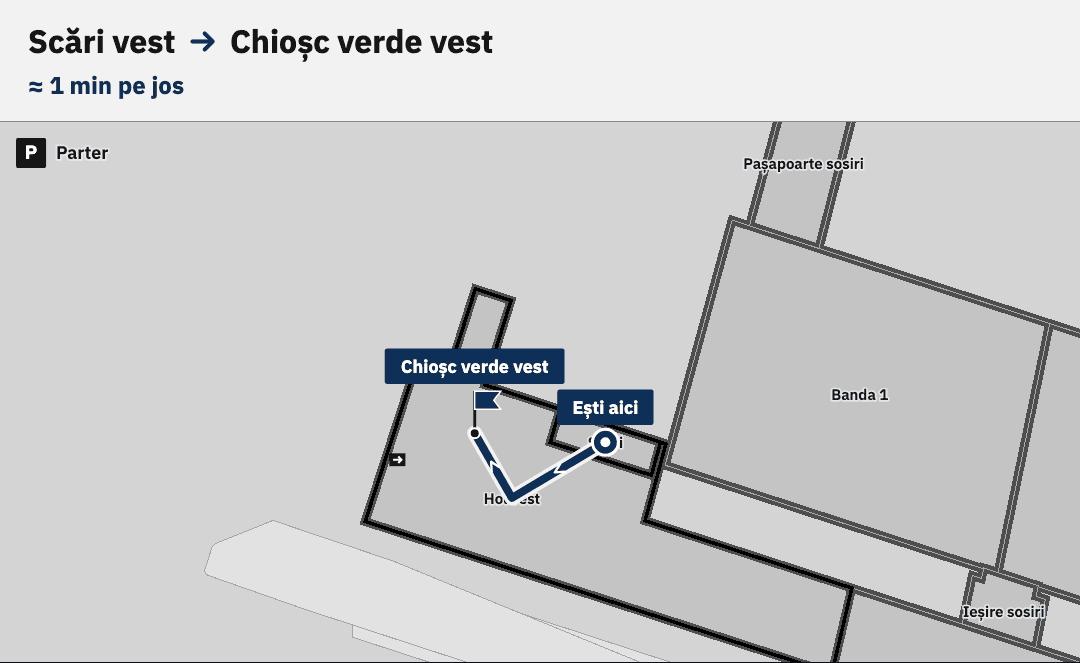 Scări vest → Chioșc verde vest
≈ 1 min pe jos
P Parter
Pașapoarte sosiri
Chioșc verde vest
Ești aici
Banda 1
Ieșire sosiri